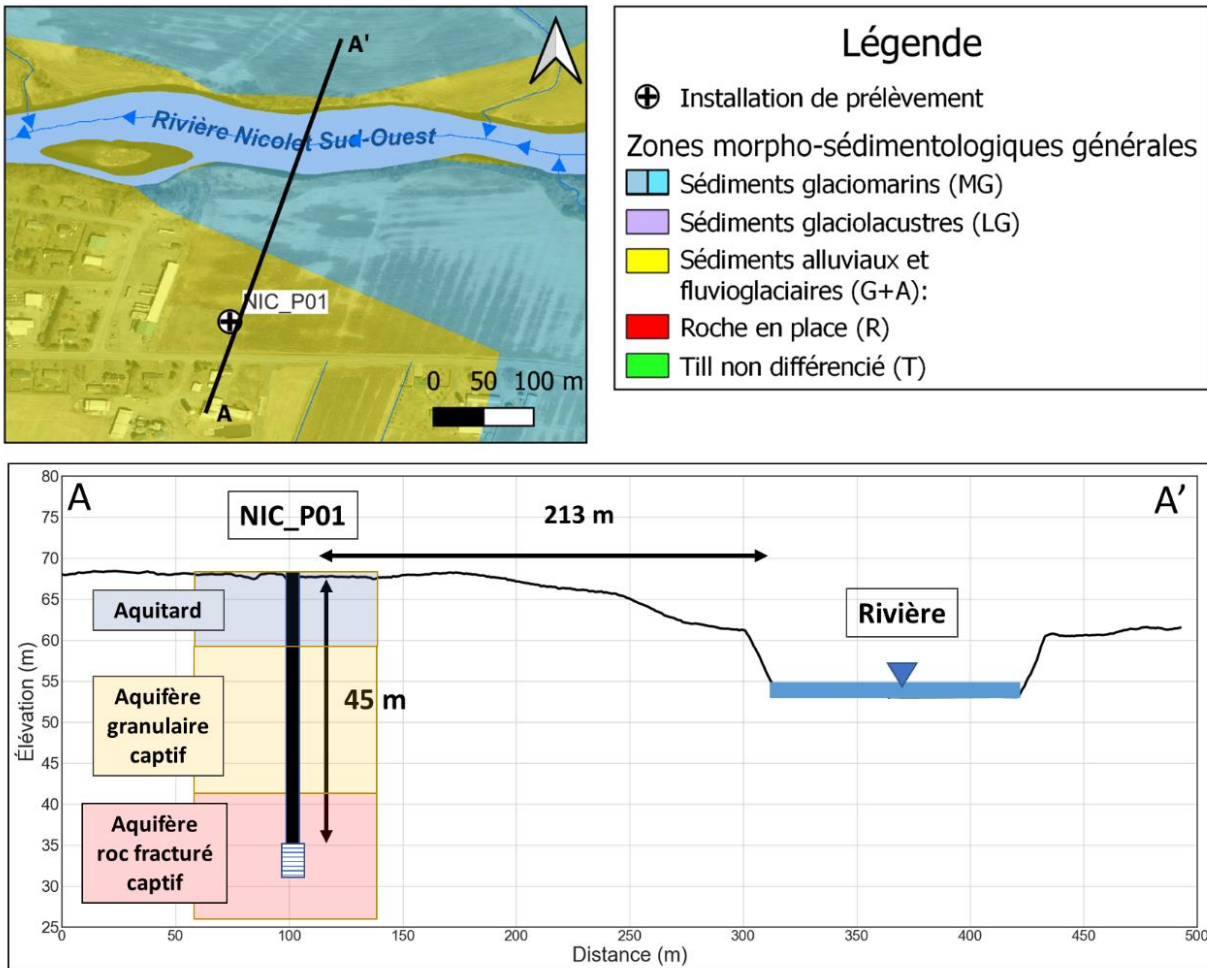 A'
Rivière Nicolet Sud-Ouest
NIC_P01
A
0 50 100 m
Légende
Installation de prélèvement
Zones morpho-sédimentologiques générales
Sédiments glaciomarins (MG)
Sédiments glaciolacustres (LG)
Sédiments alluviaux et
fluvioglaciaires (G+A):
Roche en place (R)
Till non différencié (T)
A
A’
NIC_P01
213 m
Aquitard
Rivière
45 m
Aquifère
granulaire
captif
Aquifère
roc fracturé
captif
Élévation (m)
80
75
70
65
60
55
50
45
40
35
30
25
0 50 100 150 200 250 300 350 400 450 500
Distance (m)